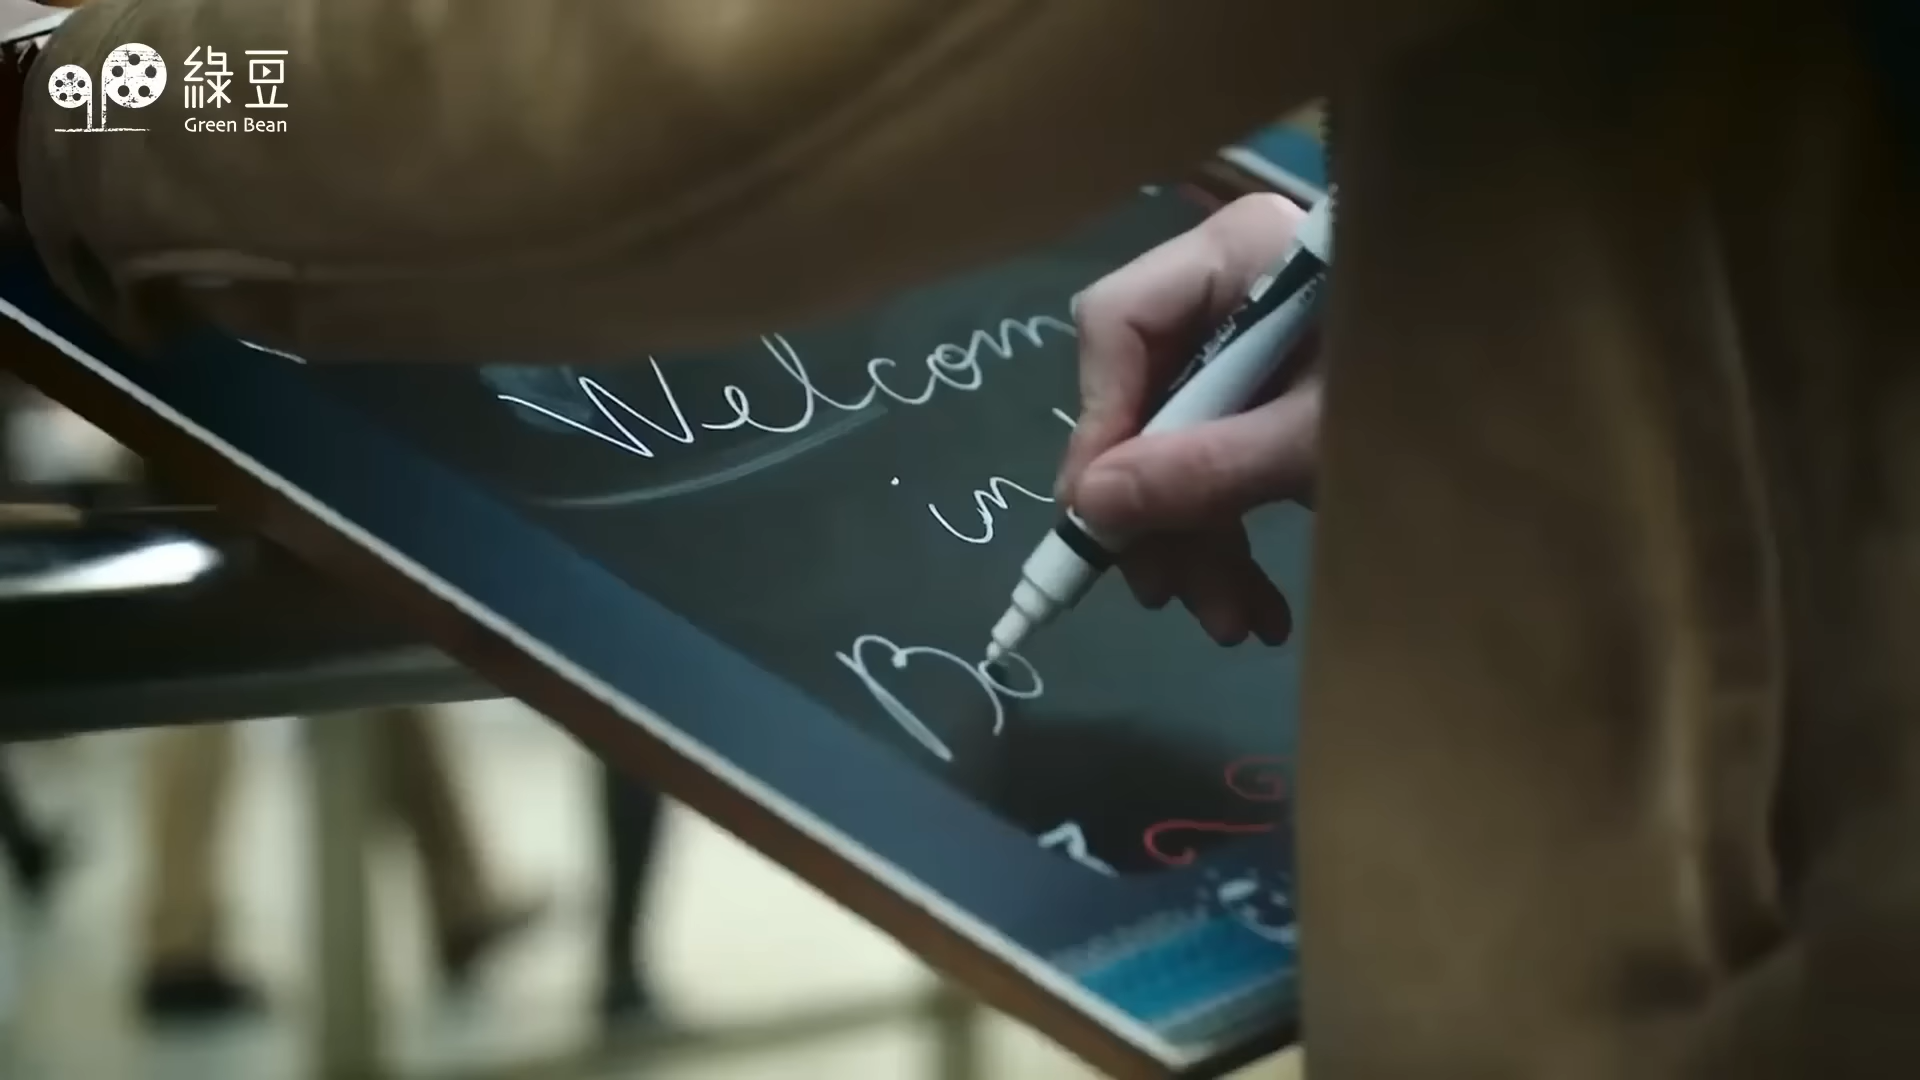 綠豆
Green Bean
Welcom
in
Bo